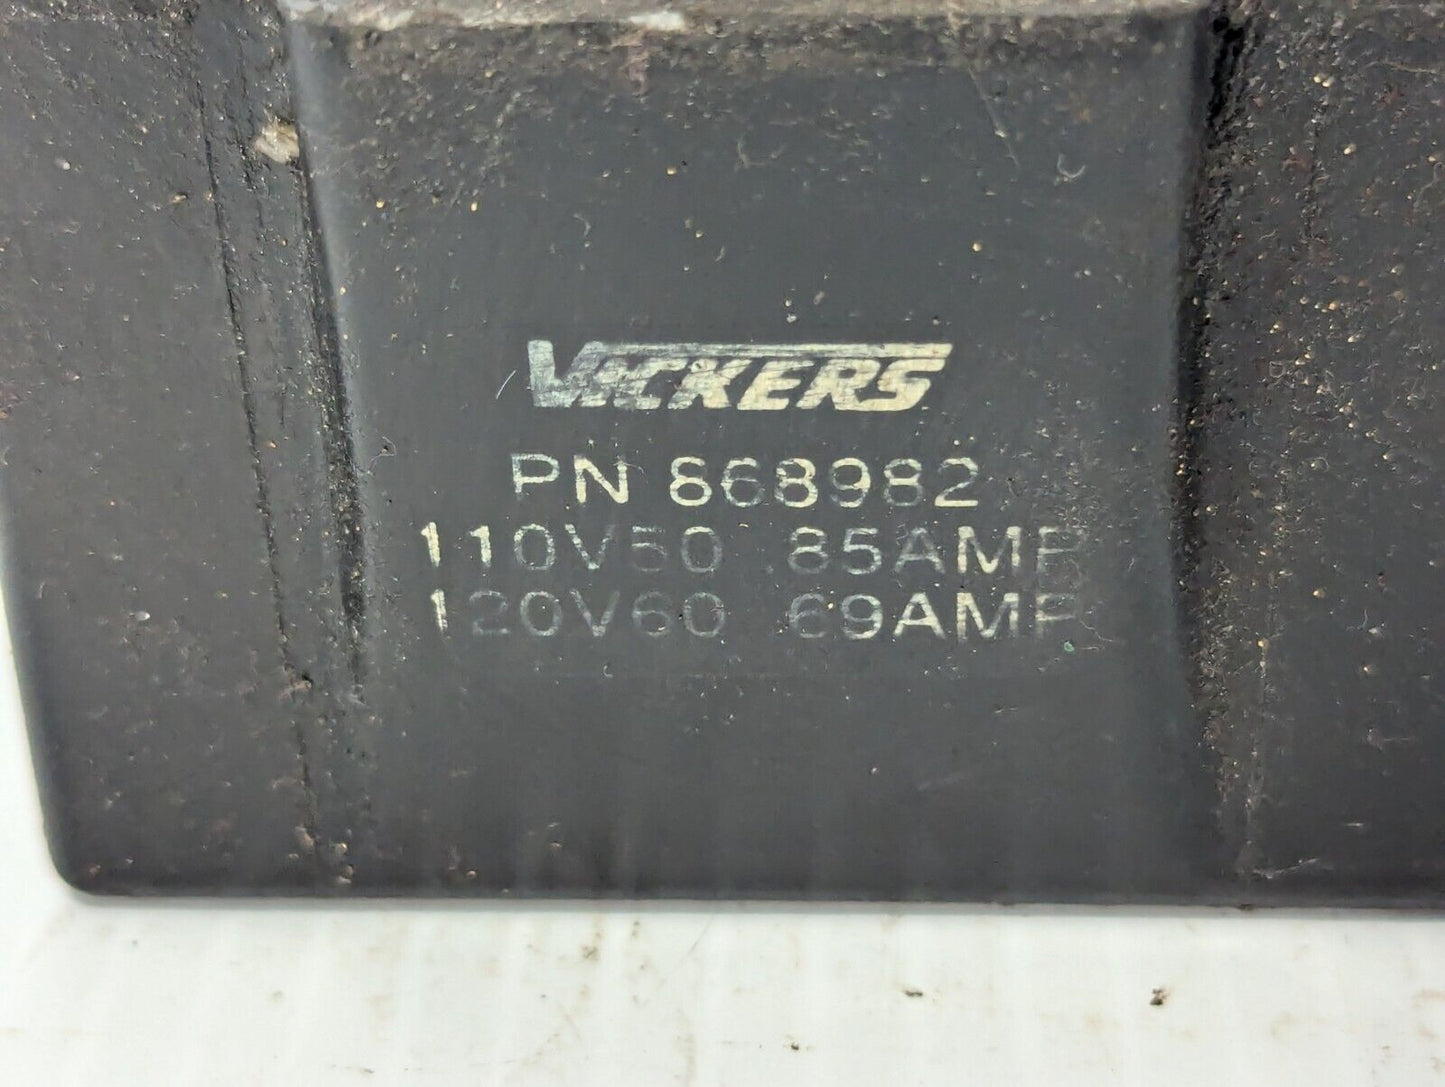 VICKERS
PN 868982
110V50 .85AMP
120V60 .69AMP